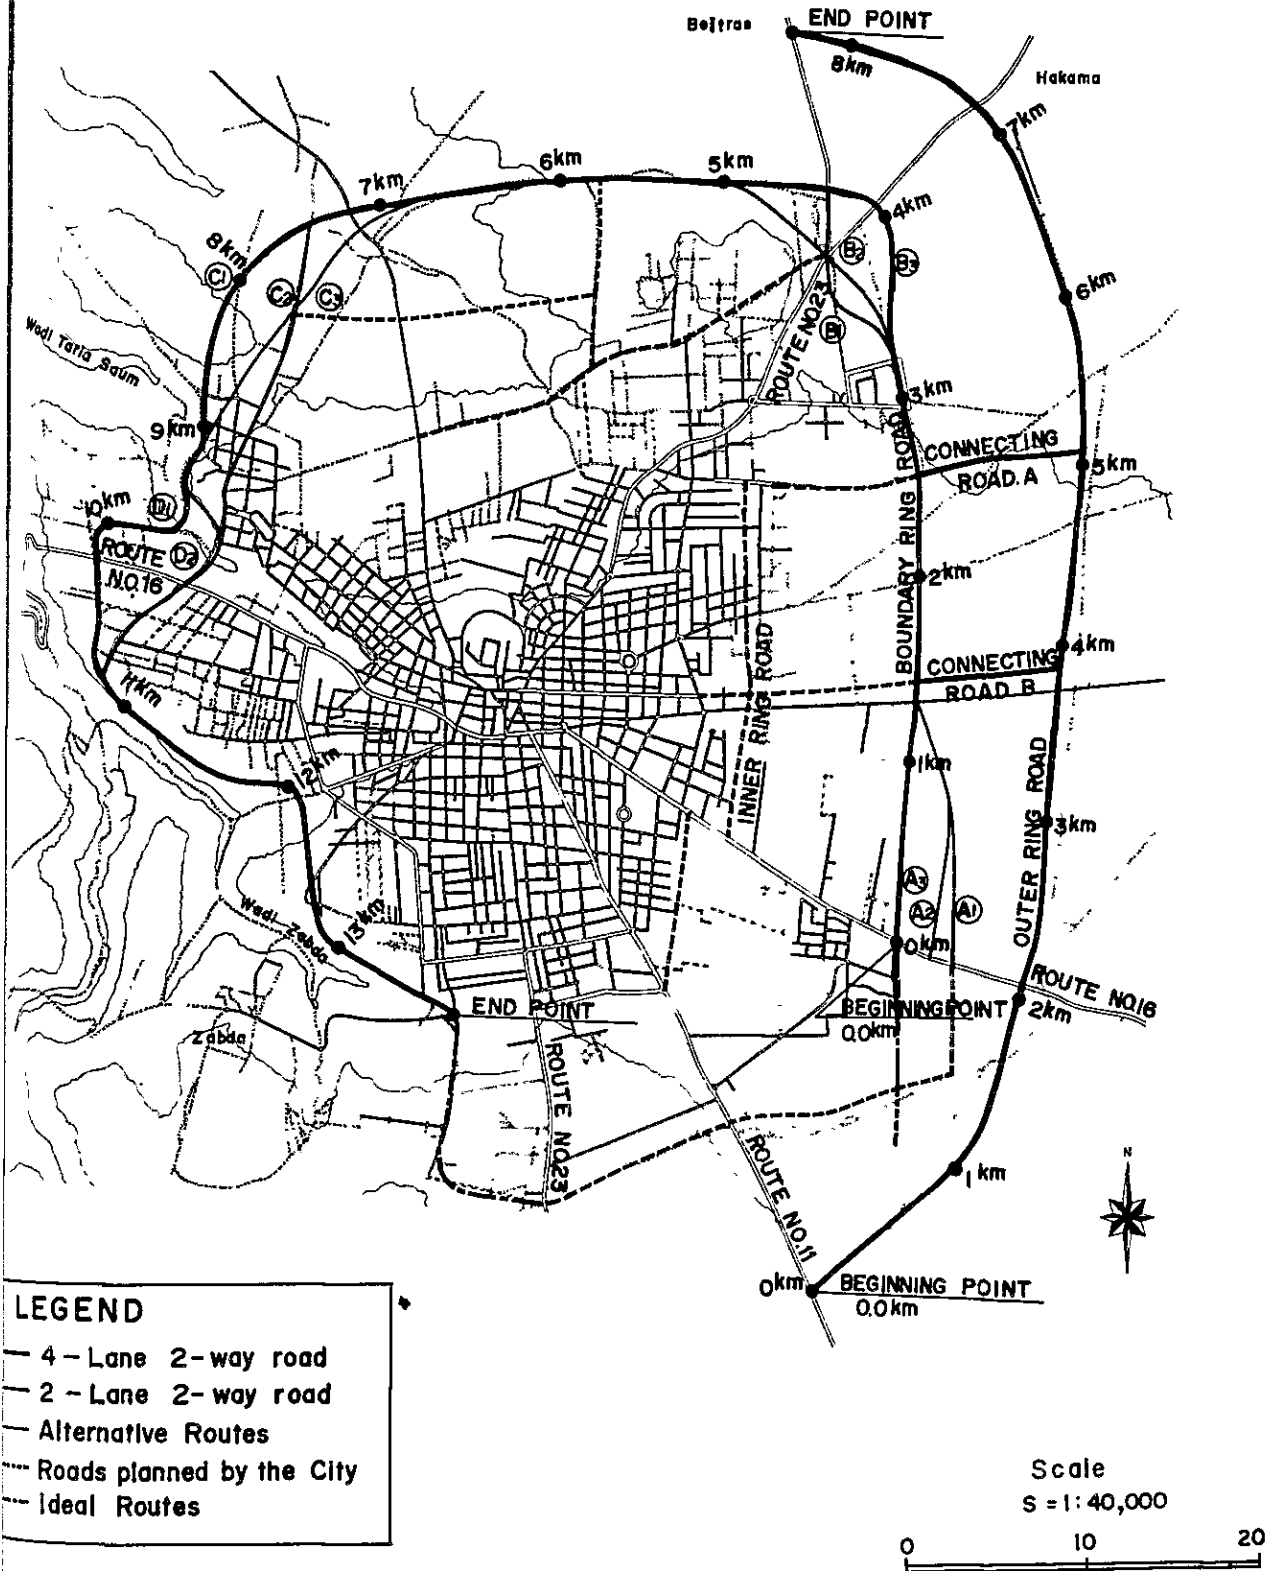 Beitras
END POINT
8km
Hakama
7km
6km
5km
7km
4km
8km
C1
C2
C3
B2
B3
6km
ROUTE NO.23
B1
Wadi Taria Saum
3km
9km
CONNECTING
ROAD. A
5km
10km
D1
ROUTE
NO.16
D2
2km
BOUNDARY RING ROAD
4km
CONNECTING
ROAD B
11km
INNER RING ROAD
12km
1km
OUTER RING ROAD
3km
A3
A2
A1
Wadi Zabda
13km
0km
ROUTE NO.16
END POINT
BEGINNING POINT
0.0km
2km
Zabda
ROUTE NO.23
ROUTE NO.11
1km
N
0km
BEGINNING POINT
0.0km
LEGEND
4-Lane 2-way road
2-Lane 2-way road
Alternative Routes
Roads planned by the City
Ideal Routes
Scale
S = 1:40,000
0 10 20